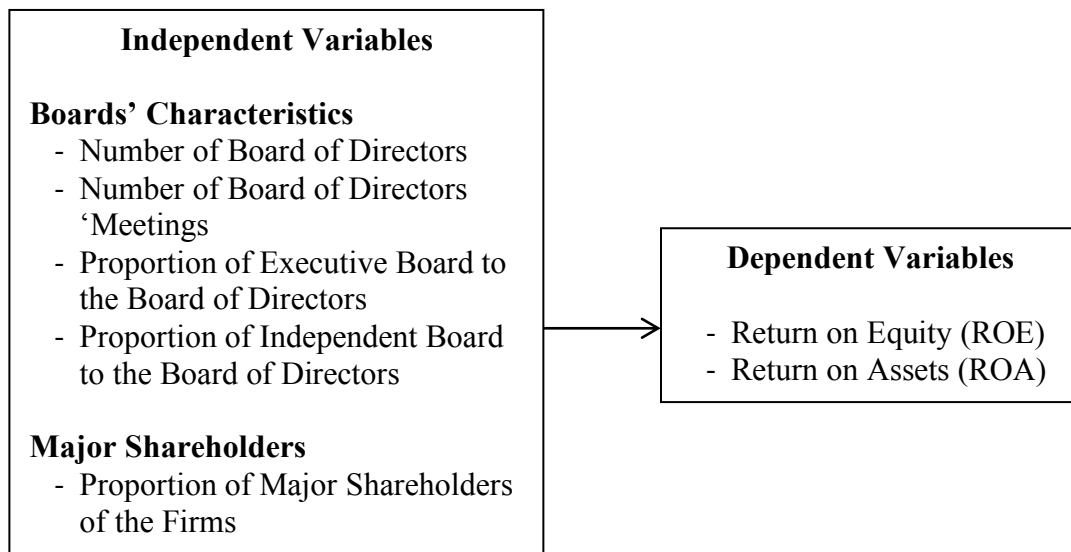 Independent Variables
Boards’ Characteristics
- Number of Board of Directors
- Number of Board of Directors
‘Meetings
- Proportion of Executive Board to
the Board of Directors
- Proportion of Independent Board
to the Board of Directors
Major Shareholders
- Proportion of Major Shareholders
of the Firms
Dependent Variables
- Return on Equity (ROE)
- Return on Assets (ROA)